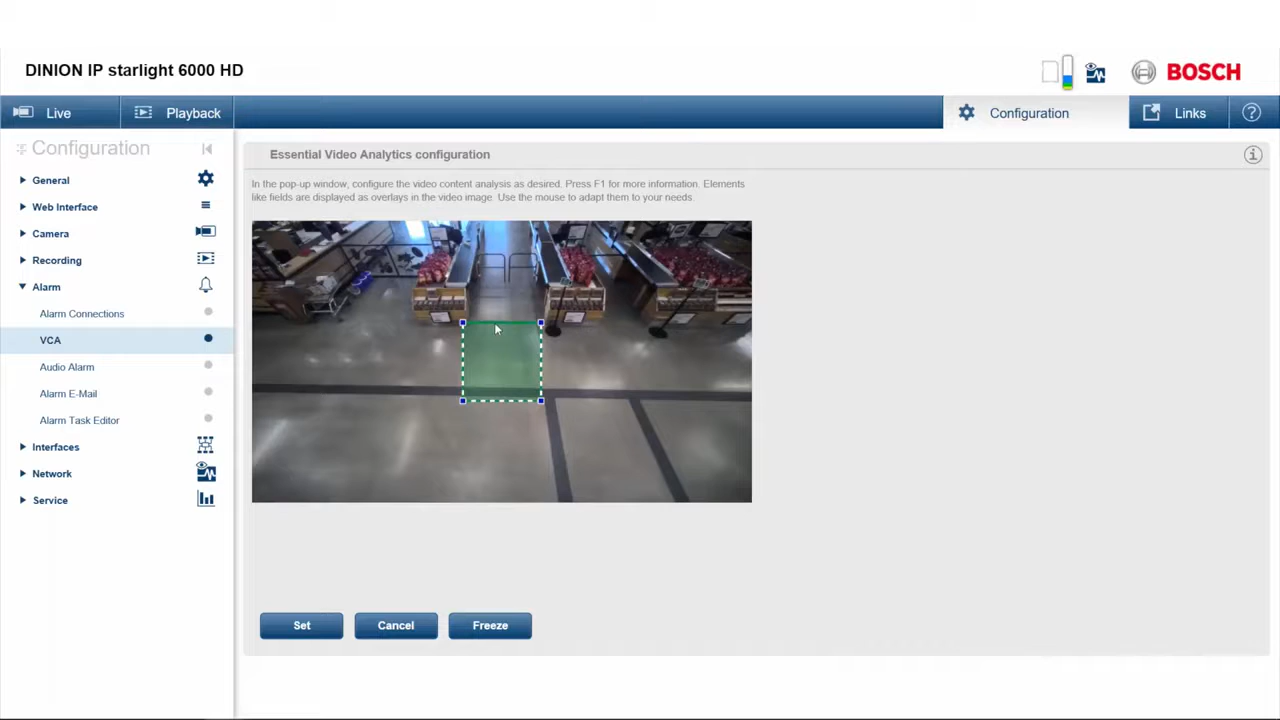 DINION IP starlight 6000 HD
BOSCH
Live
Playback
Configuration
Links
Configuration
General
Web Interface
Camera
Recording
Alarm
Alarm Connections
VCA
Audio Alarm
Alarm E-Mail
Alarm Task Editor
Interfaces
Network
Service
Essential Video Analytics configuration
In the pop-up window, configure the video content analysis as desired. Press F1 for more information. Elements
like fields are displayed as overlays in the video image. Use the mouse to adapt them to your needs.
Set
Cancel
Freeze